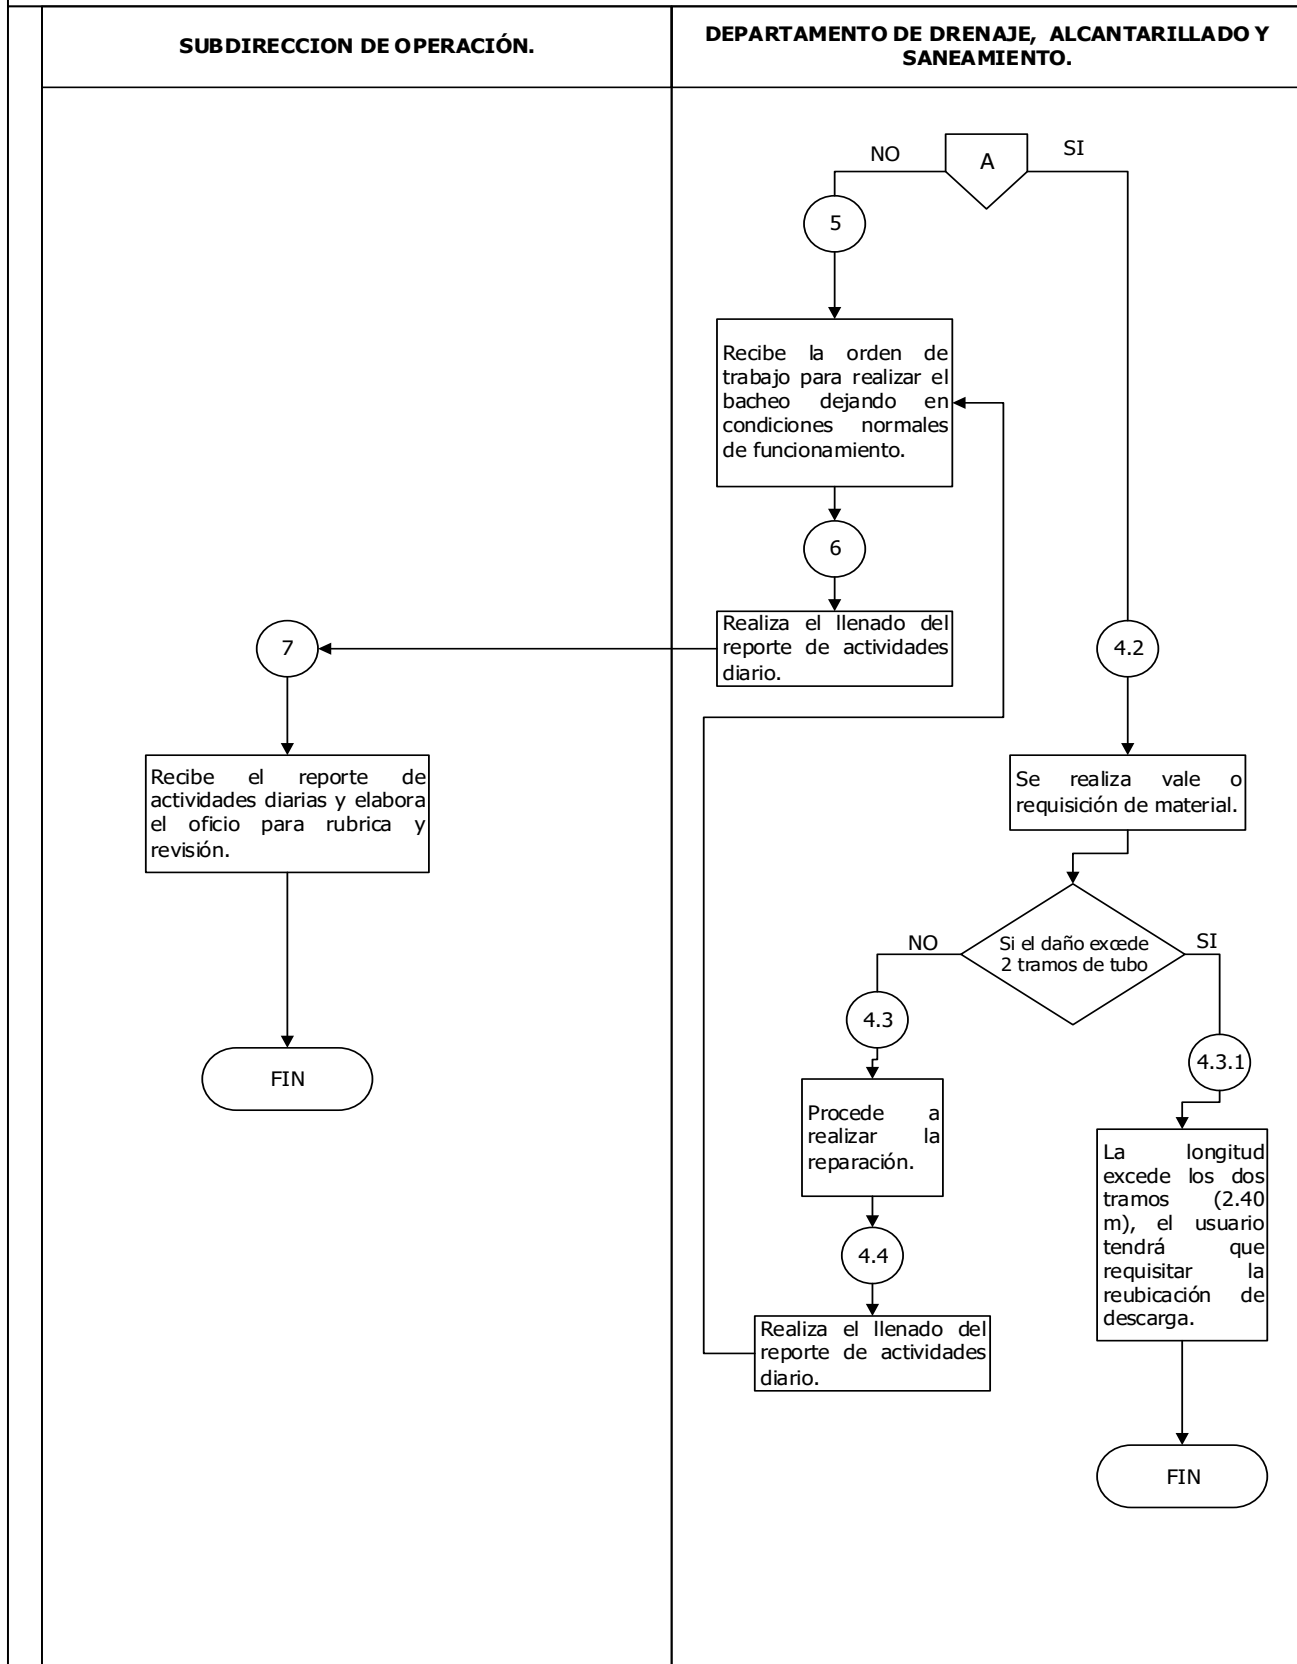 SUBDIRECCION DE OPERACIÓN.
DEPARTAMENTO DE DRENAJE, ALCANTARILLADO Y
SANEAMIENTO.
NO
A
SI
5
Recibe la orden de
trabajo para realizar el
bacheo dejando en
condiciones normales
de funcionamiento.
6
Realiza el llenado del
reporte de actividades
diario.
7
4.2
Recibe el reporte de
actividades diarias y elabora
el oficio para rubrica y
revisión.
Se realiza vale o
requisición de material.
NO
Si el daño excede
2 tramos de tubo
SI
4.3
4.3.1
FIN
Procede a
realizar la
reparación.
La longitud
excede los dos
tramos (2.40
m), el usuario
tendrá que
requisitar la
reubicación de
descarga.
4.4
Realiza el llenado del
reporte de actividades
diario.
FIN